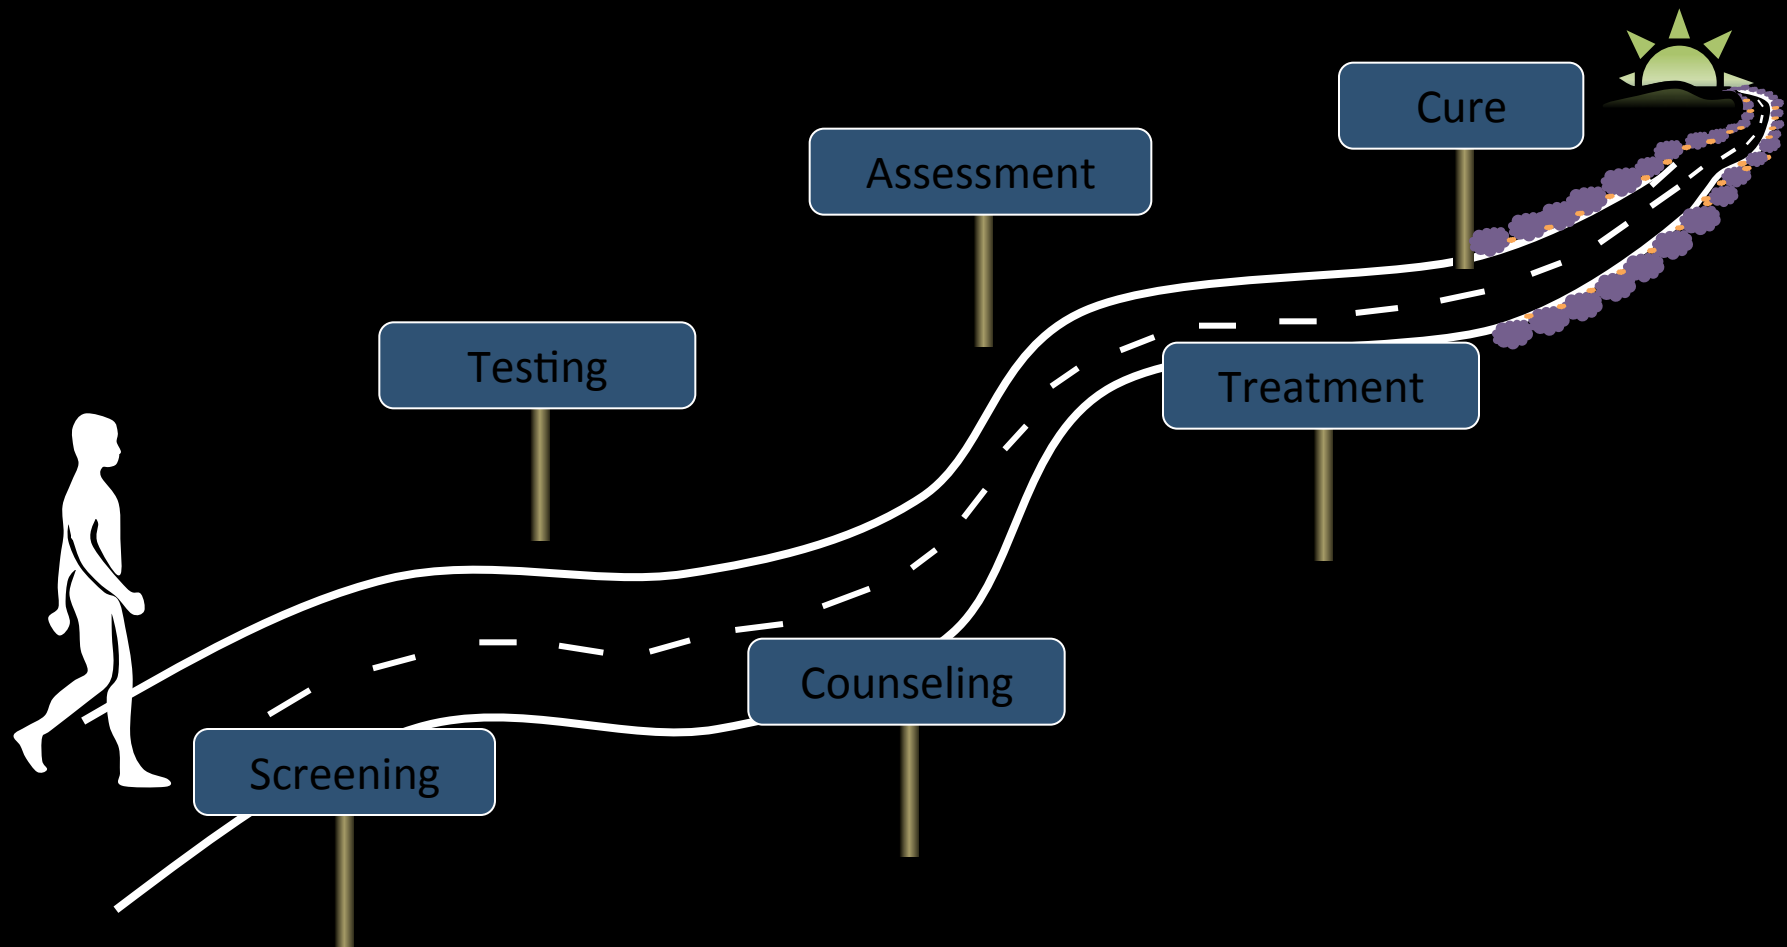 Cure
Assessment
Testing
Treatment
Counseling
Screening